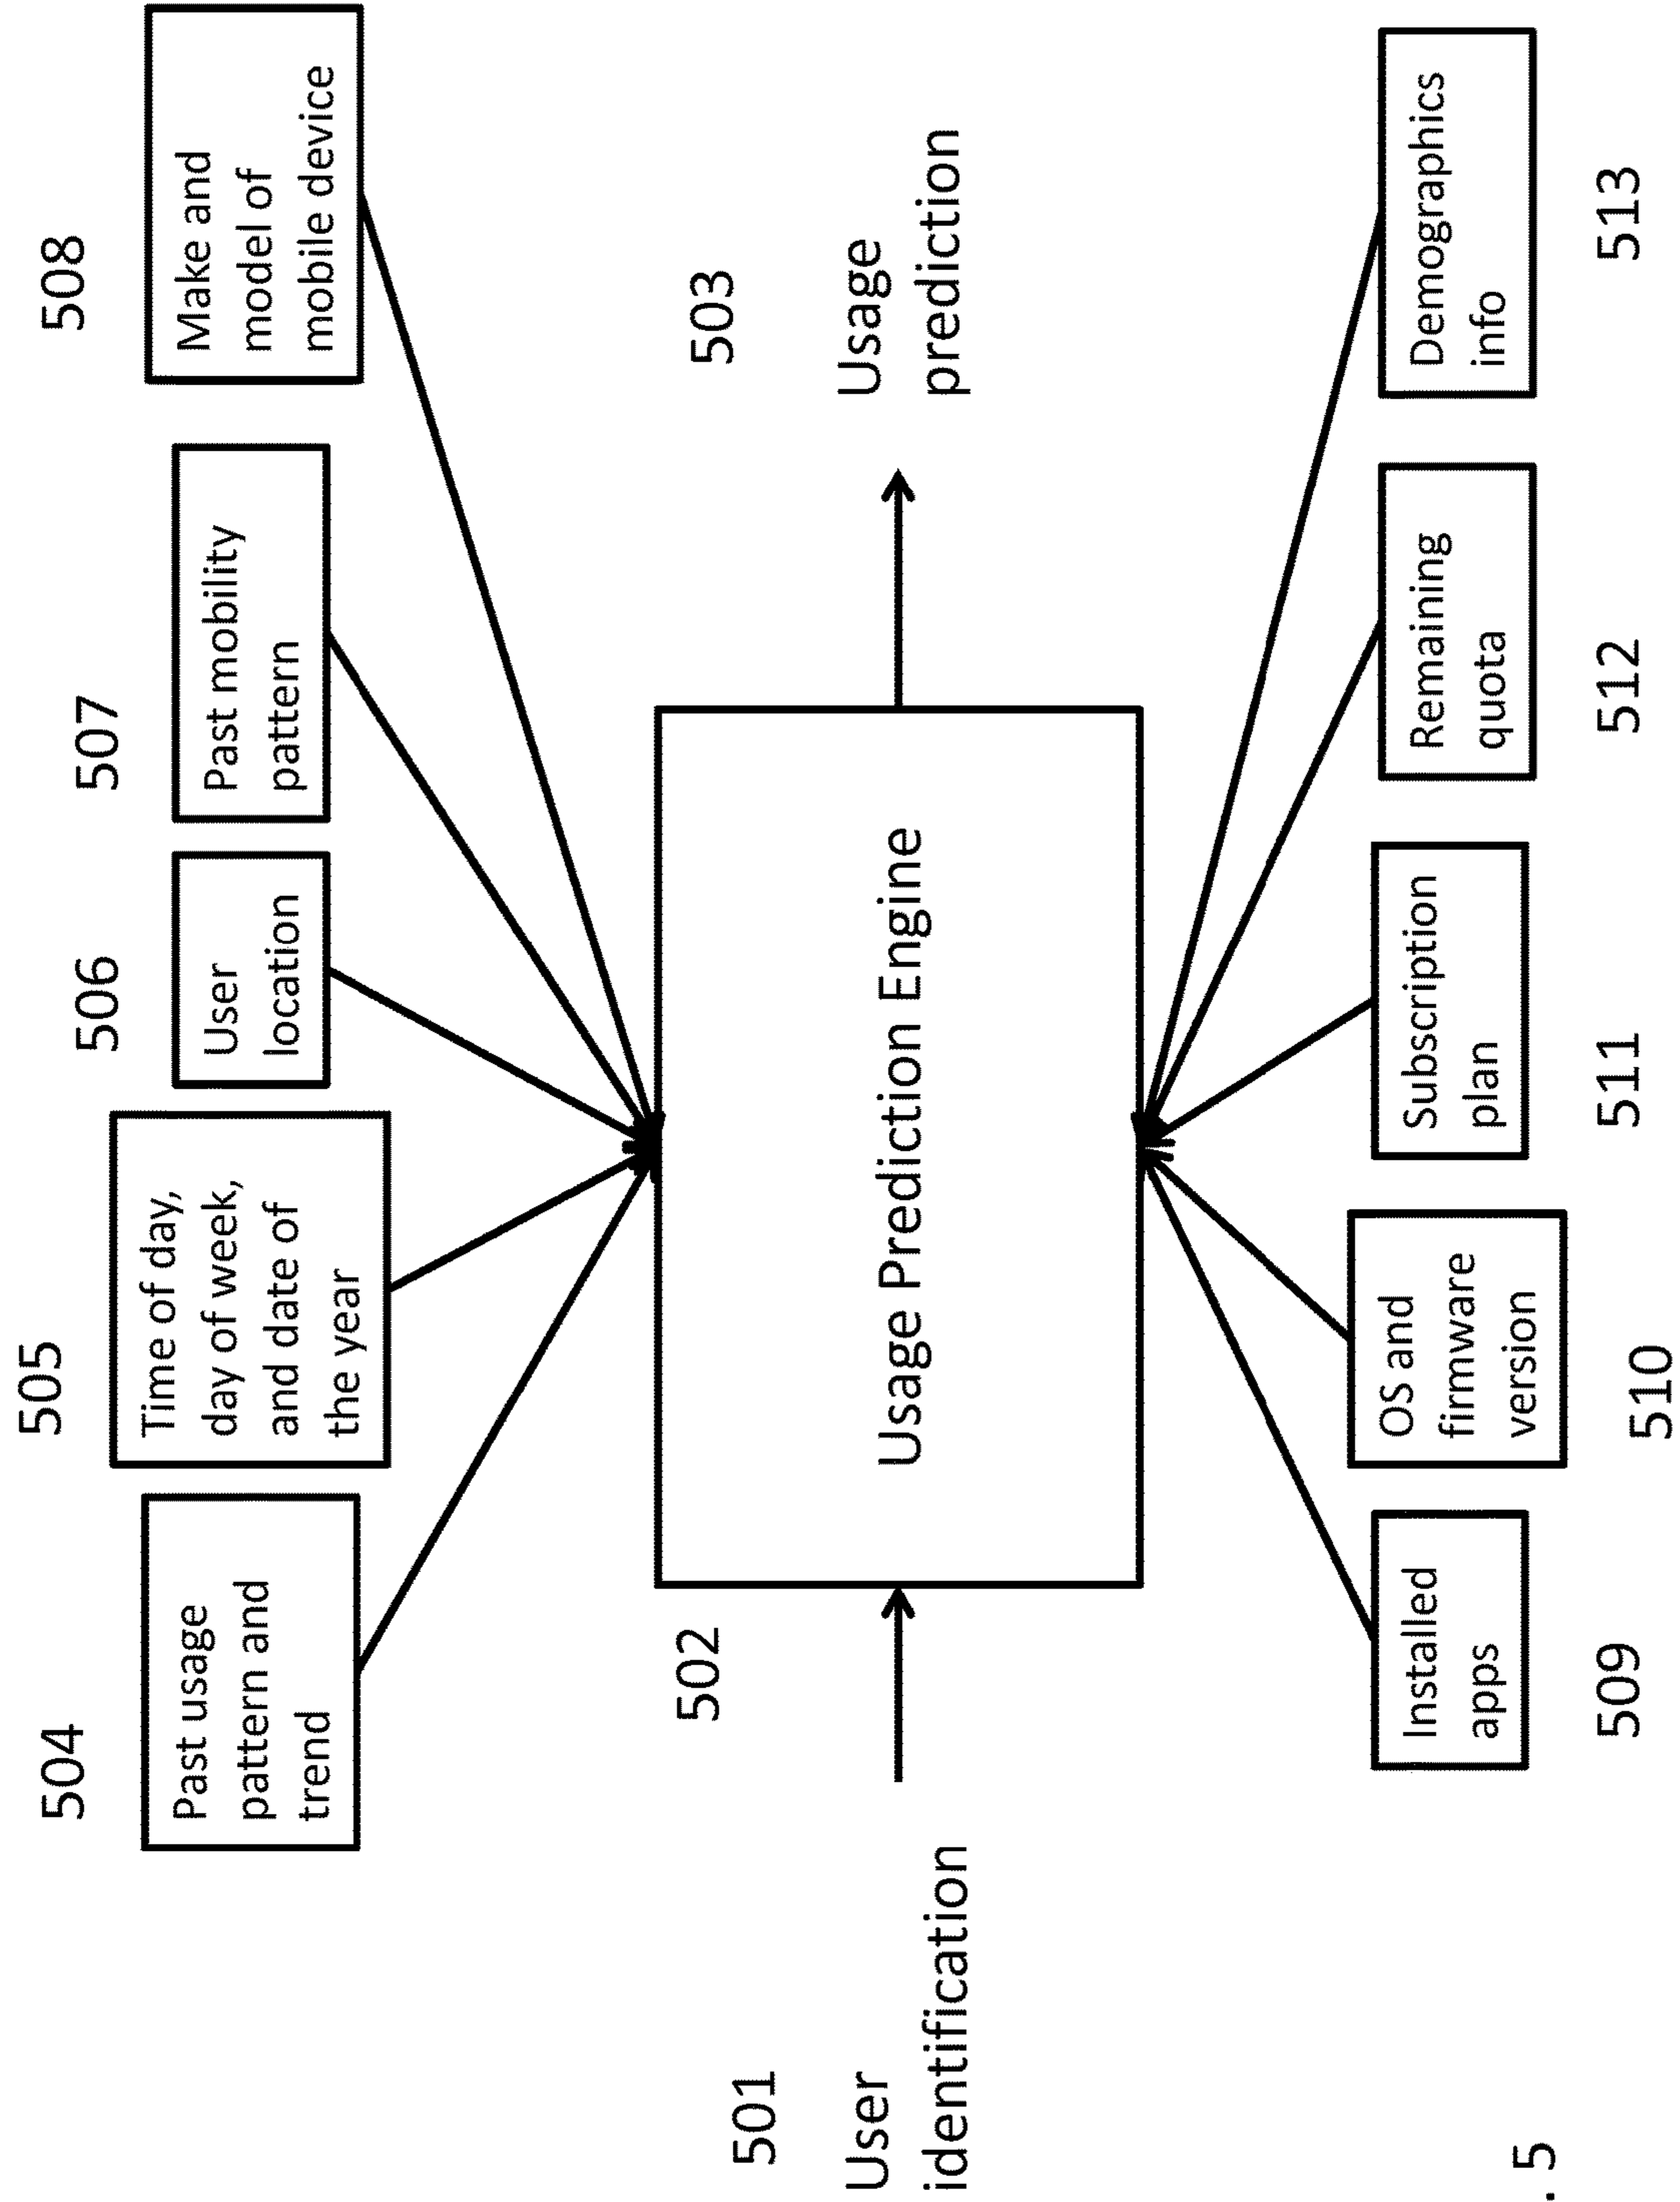 504
505
506
507
508
Past usage
pattern and
trend
Time of day,
day of week,
and date of
the year
User
location
Past mobility
pattern
Make and
model of
mobile device
501
User
identification
502
Usage Prediction Engine
503
Usage
prediction
Installed
apps
OS and
firmware
version
Subscription
plan
Remaining
quota
Demographics
info
509
510
511
512
513
. 5